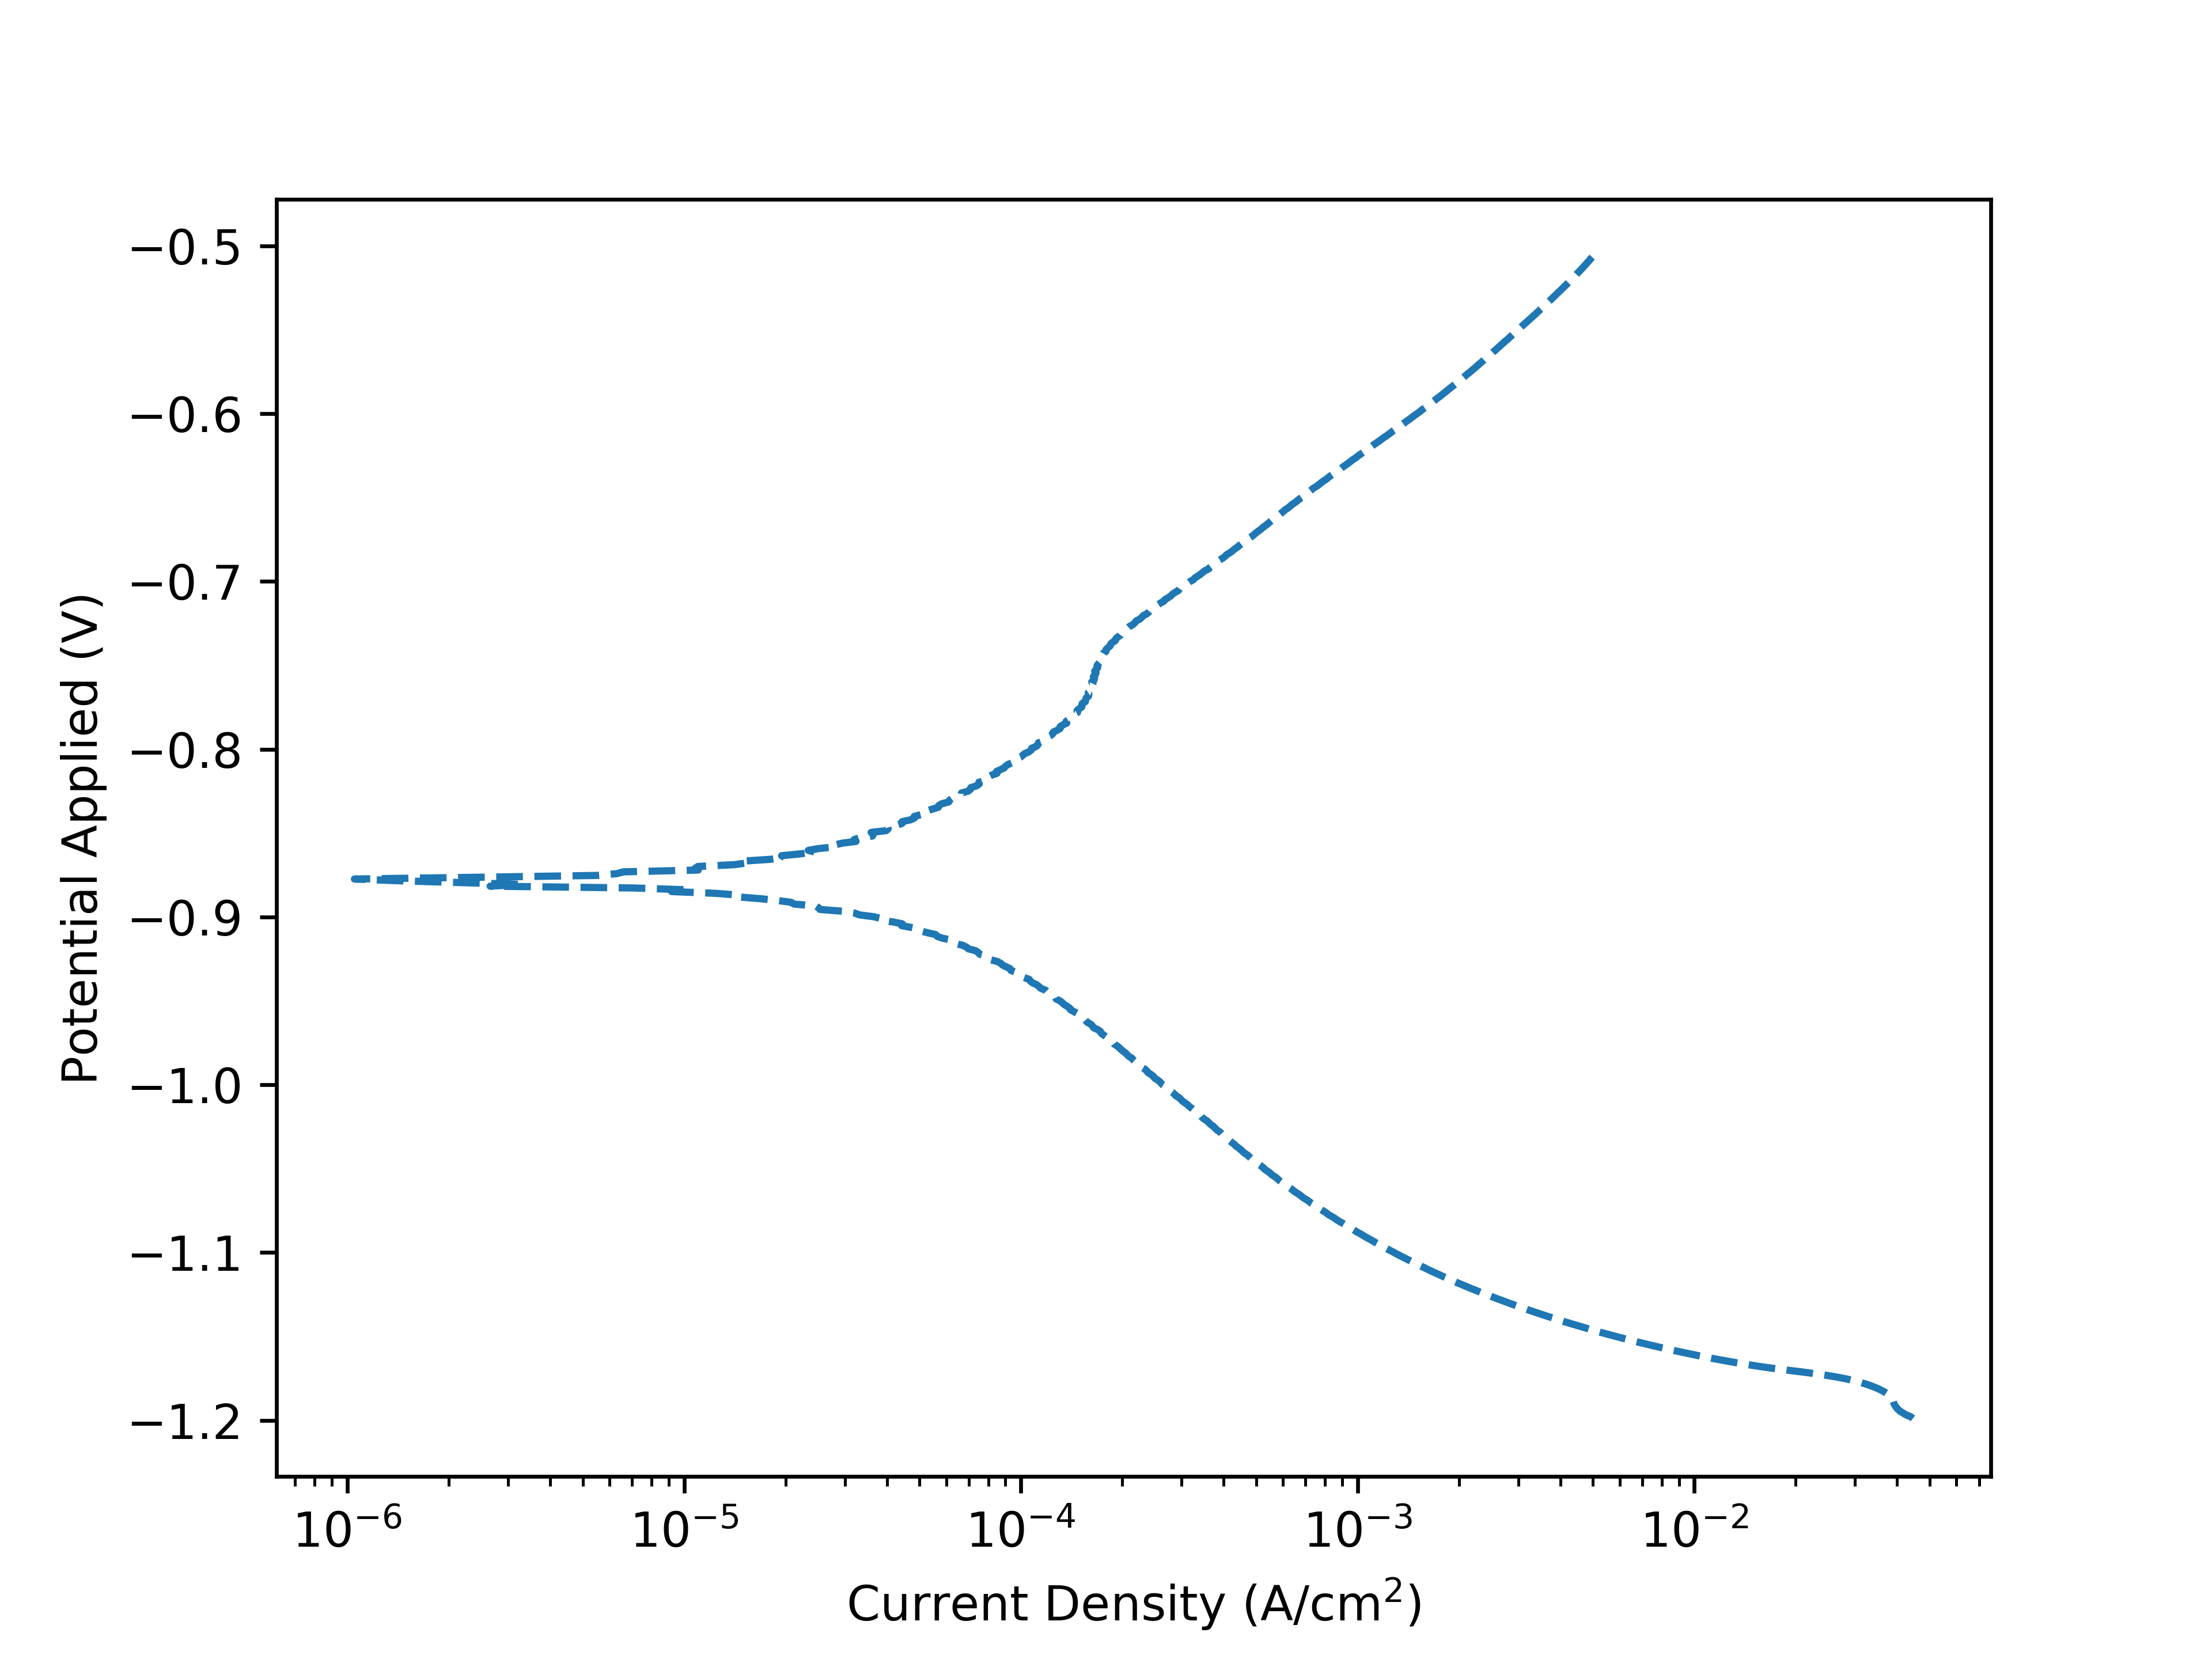 −0.5
−0.6
−0.7
−0.8
−0.9
−1.0
−1.1
−1.2
Potential Applied (V)
10⁻⁶ 10⁻⁵ 10⁻⁴ 10⁻³ 10⁻²
Current Density (A/cm²)